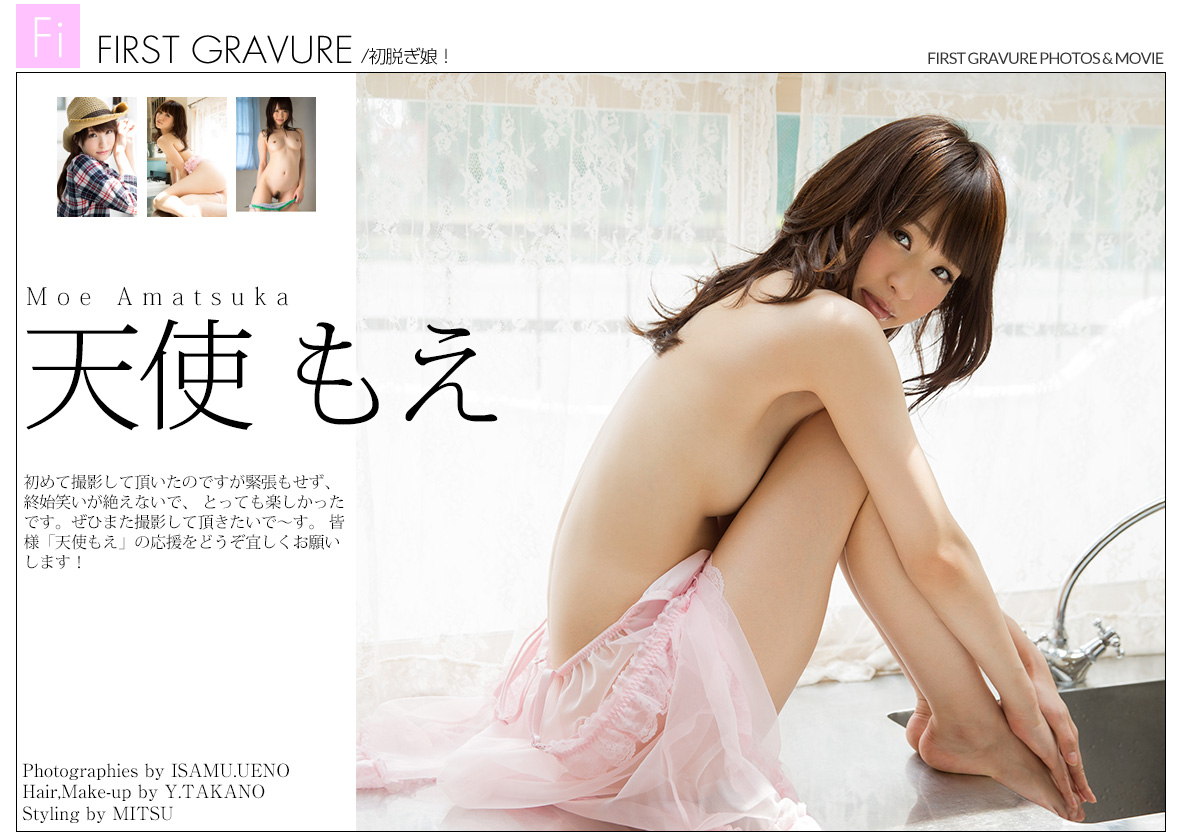 Fi
FIRST GRAVURE /初脱ぎ娘！
FIRST GRAVURE PHOTOS & MOVIE
Moe Amatsuka
天使 もえ
初めて撮影して頂いたのですが緊張もせず、
終始笑いが絶えないで、 とっても楽しかった
です。ぜひまた撮影して頂きたいで～す。 皆
様「天使もえ」の応援をどうぞ宜しくお願い
します！
Photographies by ISAMU.UENO
Hair,Make-up by Y.TAKANO
Styling by MITSU